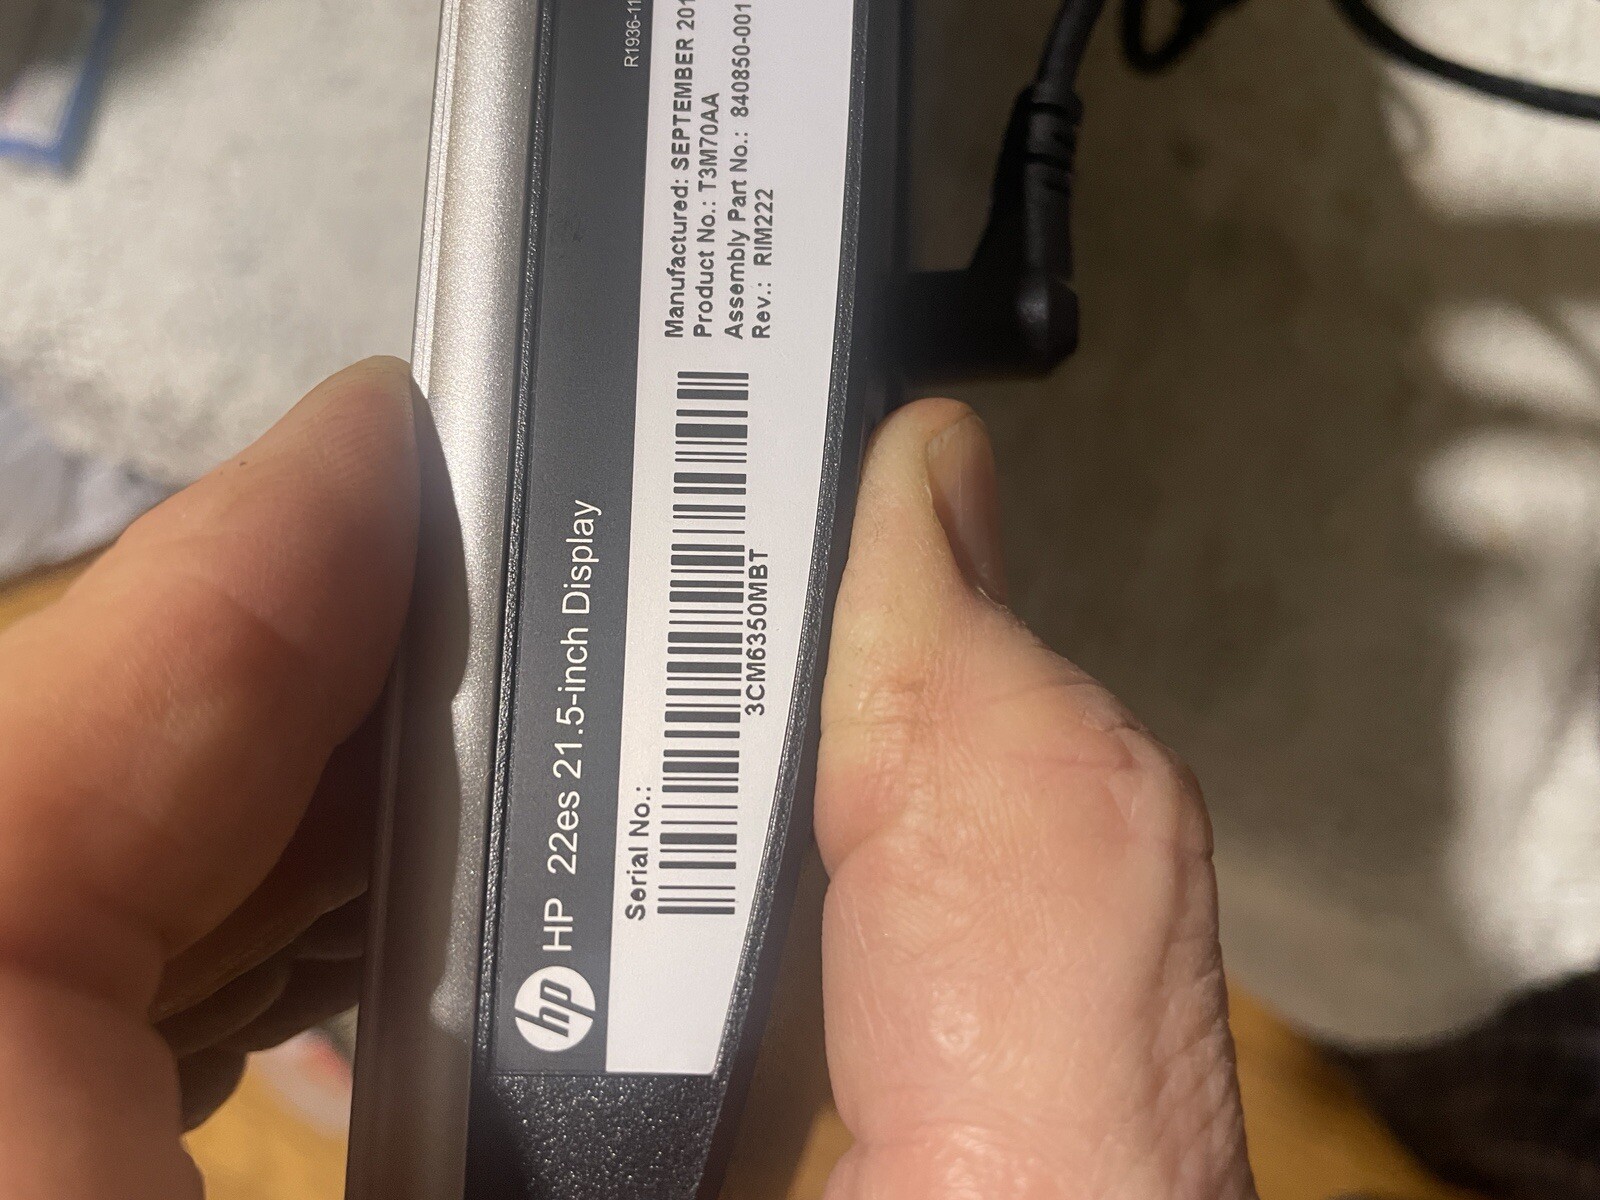 hp HP 22es 21.5-inch Display
Serial No.:
3CM6350MBT
R1936-11
Manufactured: SEPTEMBER 201
Product No.: T3M70AA
Assembly Part No.: 840850-001
Rev.: RIM222